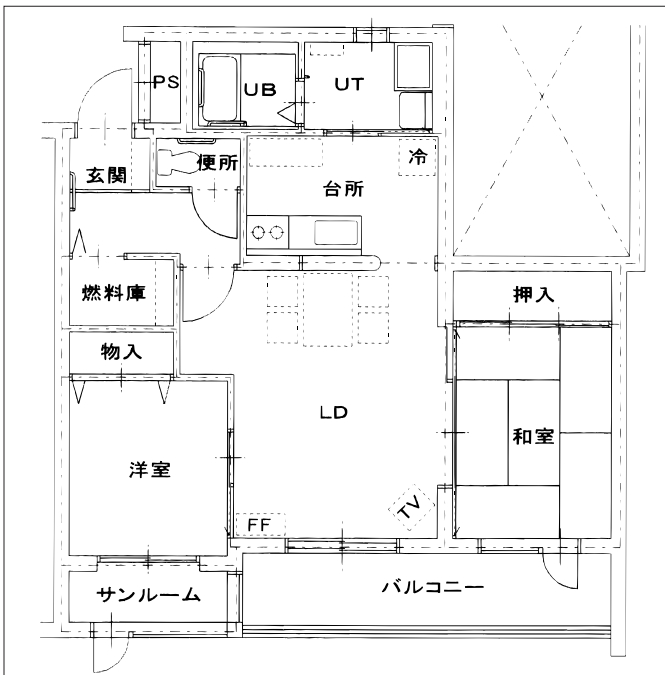 PS
UB
UT
玄関
便所
台所
冷
燃料庫
押入
物入
LD
和室
洋室
FF
TV
サンルーム
バルコニー